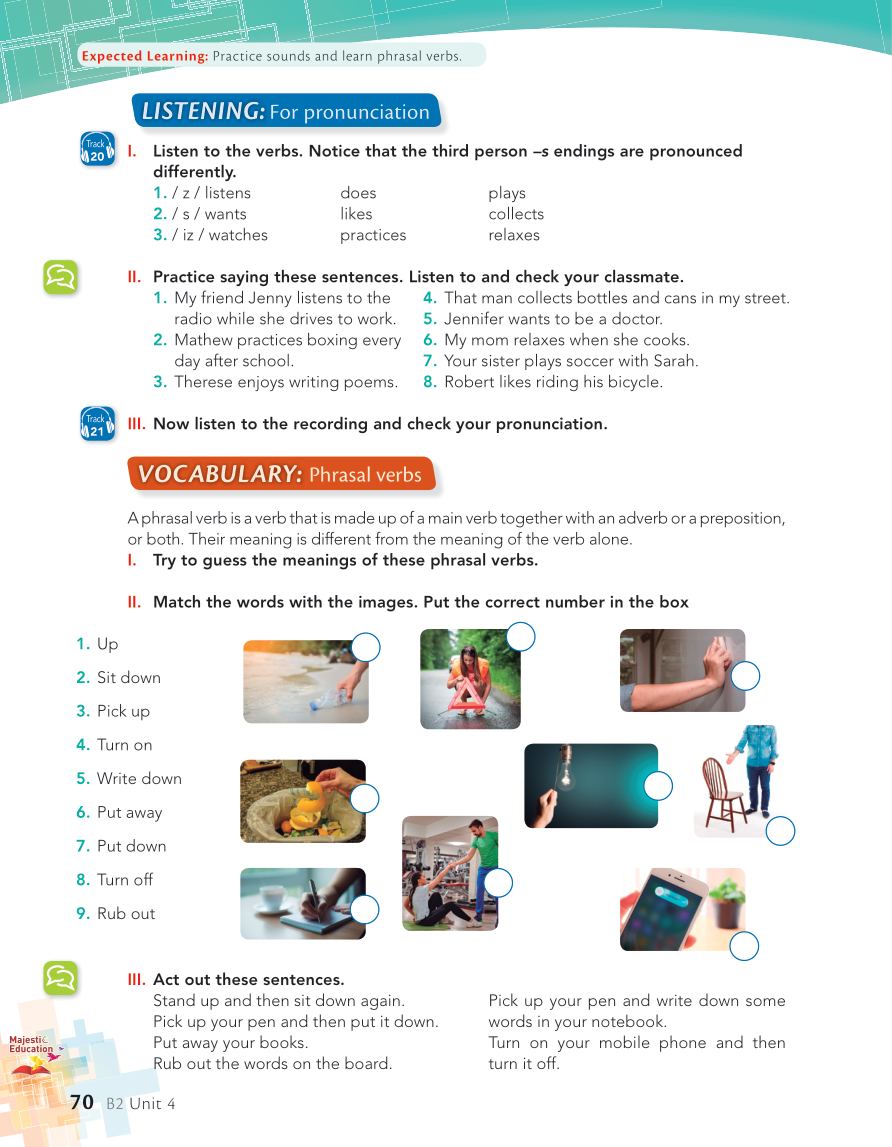 Expected Learning: Practice sounds and learn phrasal verbs.
LISTENING: For pronunciation
Track
20
I. Listen to the verbs. Notice that the third person –s endings are pronounced
differently.
1. / z / listens does plays
2. / s / wants likes collects
3. / iz / watches practices relaxes
II. Practice saying these sentences. Listen to and check your classmate.
1. My friend Jenny listens to the
radio while she drives to work.
2. Mathew practices boxing every
day after school.
3. Therese enjoys writing poems.
4. That man collects bottles and cans in my street.
5. Jennifer wants to be a doctor.
6. My mom relaxes when she cooks.
7. Your sister plays soccer with Sarah.
8. Robert likes riding his bicycle.
Track
21
III. Now listen to the recording and check your pronunciation.
VOCABULARY: Phrasal verbs
A phrasal verb is a verb that is made up of a main verb together with an adverb or a preposition,
or both. Their meaning is different from the meaning of the verb alone.
I. Try to guess the meanings of these phrasal verbs.
II. Match the words with the images. Put the correct number in the box
1. Up
2. Sit down
3. Pick up
4. Turn on
5. Write down
6. Put away
7. Put down
8. Turn off
9. Rub out
III. Act out these sentences.
Stand up and then sit down again.
Pick up your pen and then put it down.
Put away your books.
Rub out the words on the board.
Pick up your pen and write down some
words in your notebook.
Turn on your mobile phone and then
turn it off.
Majestic
Education
70 B2 Unit 4